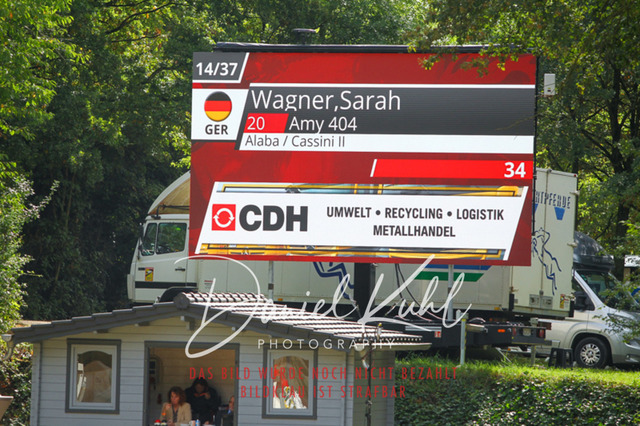 14/37
GER
Wagner,Sarah
20 Amy 404
Alaba / Cassini II
34
CDH
UMWELT • RECYCLING • LOGISTIK
METALLHANDEL
Daniel Kuhl
PHOTOGRAPHY
DAS BILD WURDE NOCH NICHT BEZAHLT.
BILDKLAU IST STRAFBAR